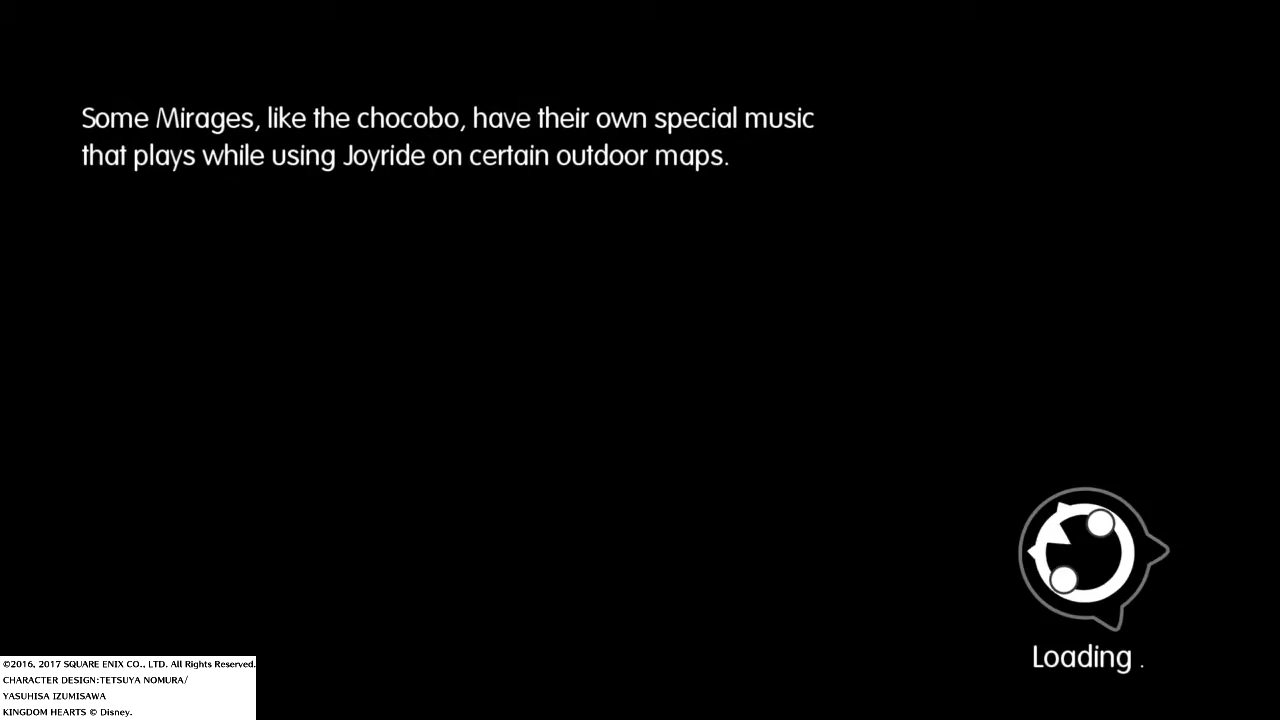 Some Mirages, like the chocobo, have their own special music
that plays while using Joyride on certain outdoor maps.
Loading .
©2016, 2017 SQUARE ENIX CO., LTD. All Rights Reserved.
CHARACTER DESIGN:TETSUYA NOMURA/
YASUHISA IZUMISAWA
KINGDOM HEARTS © Disney.